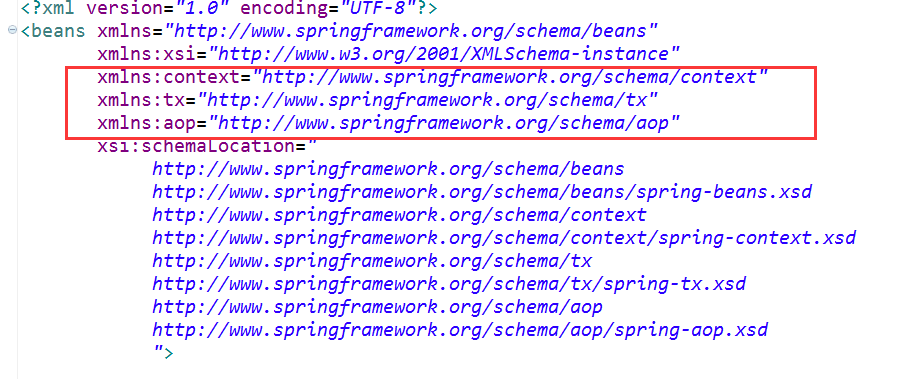 <?xml version="1.0" encoding="UTF-8"?>
<beans xmlns="http://www.springframework.org/schema/beans"
xmlns:xsi="http://www.w3.org/2001/XMLSchema-instance"
xmlns:context="http://www.springframework.org/schema/context"
xmlns:tx="http://www.springframework.org/schema/tx"
xmlns:aop="http://www.springframework.org/schema/aop"
xsi:schemaLocation="
http://www.springframework.org/schema/beans
http://www.springframework.org/schema/beans/spring-beans.xsd
http://www.springframework.org/schema/context
http://www.springframework.org/schema/context/spring-context.xsd
http://www.springframework.org/schema/tx
http://www.springframework.org/schema/tx/spring-tx.xsd
http://www.springframework.org/schema/aop
http://www.springframework.org/schema/aop/spring-aop.xsd
">